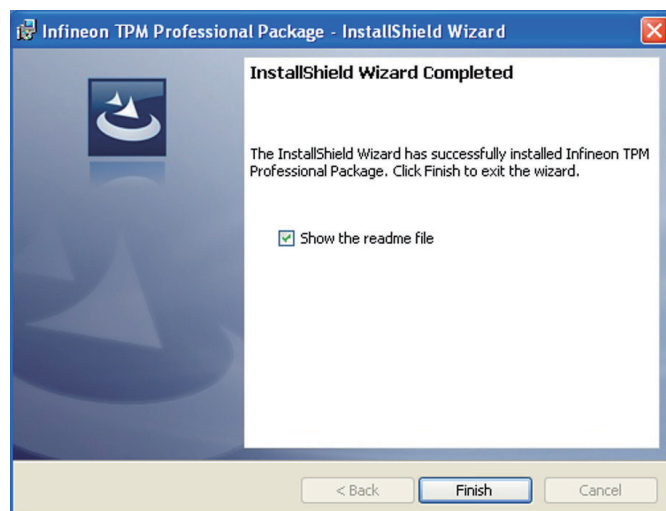 Infineon TPM Professional Package - InstallShield Wizard
InstallShield Wizard Completed
The InstallShield Wizard has successfully installed Infineon TPM
Professional Package. Click Finish to exit the wizard.
Show the readme file
< Back
Finish
Cancel